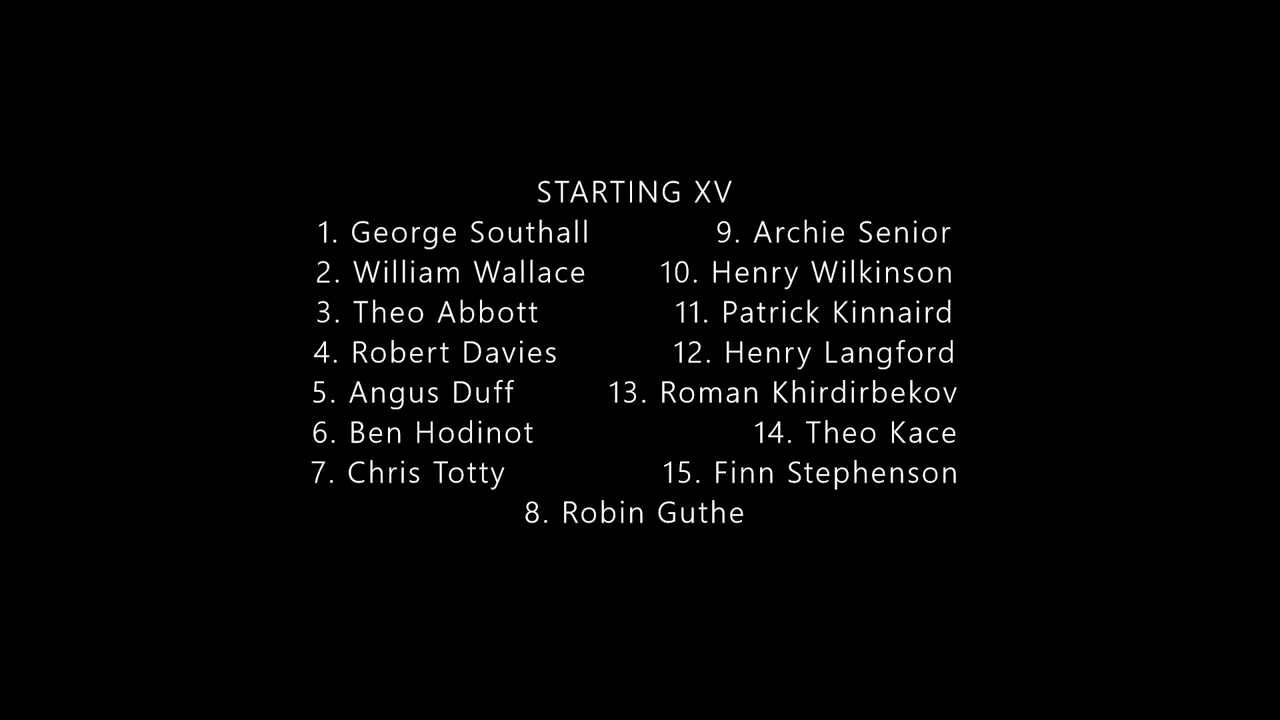 STARTING XV
1. George Southall 9. Archie Senior
2. William Wallace 10. Henry Wilkinson
3. Theo Abbott 11. Patrick Kinnaird
4. Robert Davies 12. Henry Langford
5. Angus Duff 13. Roman Khirdirbekov
6. Ben Hodinot 14. Theo Kace
7. Chris Totty 15. Finn Stephenson
8. Robin Guthe